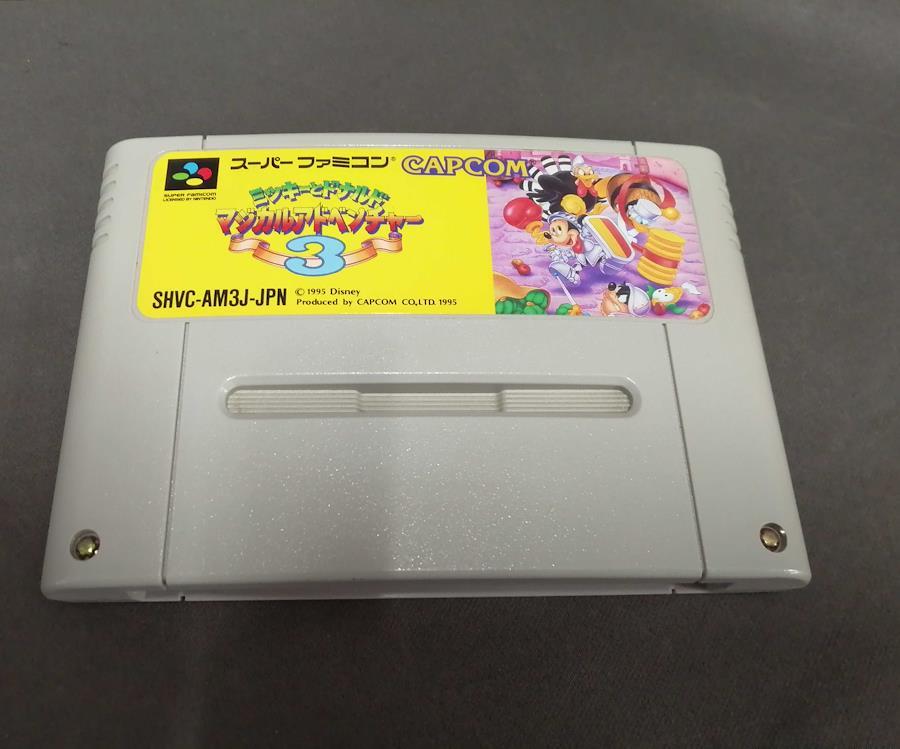 スーパーファミコン® CAPCOM
SUPER FAMICOM
LICENSED BY NINTENDO
ミッキーとドナルド
マジカルアドベンチャー
3
SHVC-AM3J-JPN
© 1995 Disney
Produced by CAPCOM CO.,LTD. 1995